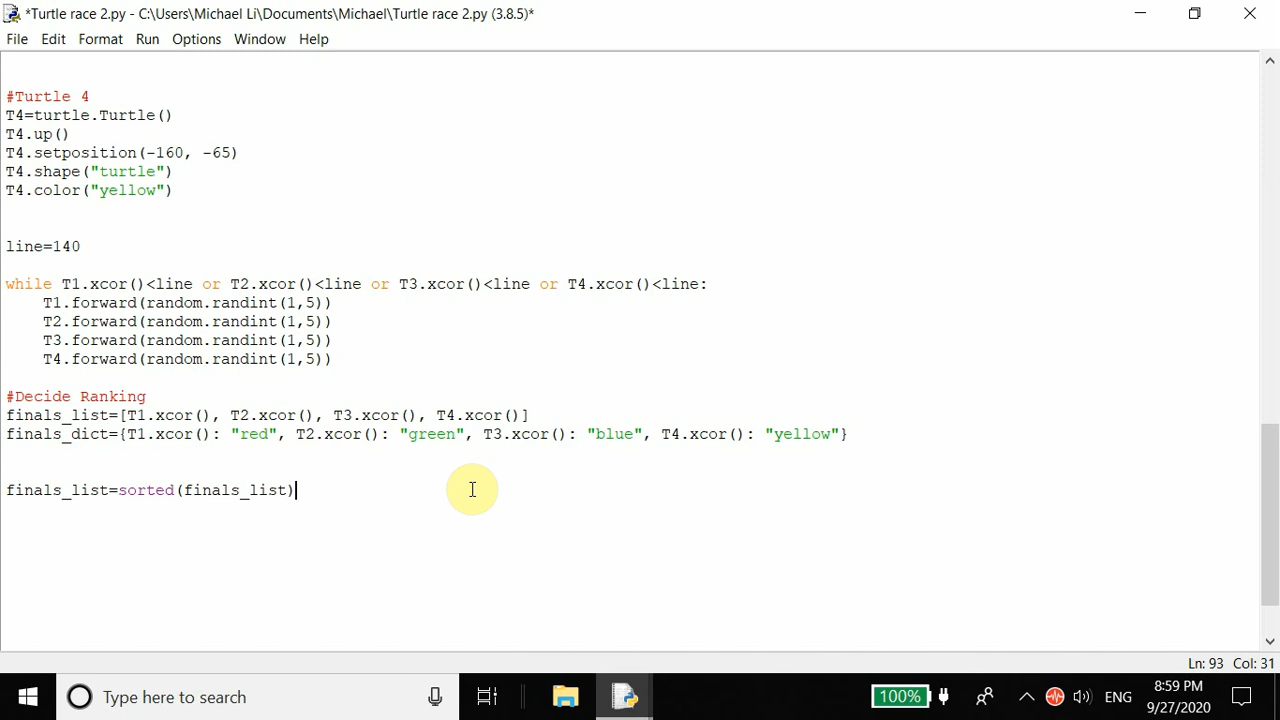 *Turtle race 2.py - C:\Users\Michael Li\Documents\Michael\Turtle race 2.py (3.8.5)*
File Edit Format Run Options Window Help
#Turtle 4
T4=turtle.Turtle()
T4.up()
T4.setposition(-160, -65)
T4.shape("turtle")
T4.color("yellow")
line=140
while T1.xcor()<line or T2.xcor()<line or T3.xcor()<line or T4.xcor()<line:
    T1.forward(random.randint(1,5))
    T2.forward(random.randint(1,5))
    T3.forward(random.randint(1,5))
    T4.forward(random.randint(1,5))
#Decide Ranking
finals_list=[T1.xcor(), T2.xcor(), T3.xcor(), T4.xcor()]
finals_dict={T1.xcor(): "red", T2.xcor(): "green", T3.xcor(): "blue", T4.xcor(): "yellow"}
finals_list=sorted(finals_list)
Ln: 93 Col: 31
Type here to search
100%
ENG
8:59 PM
9/27/2020